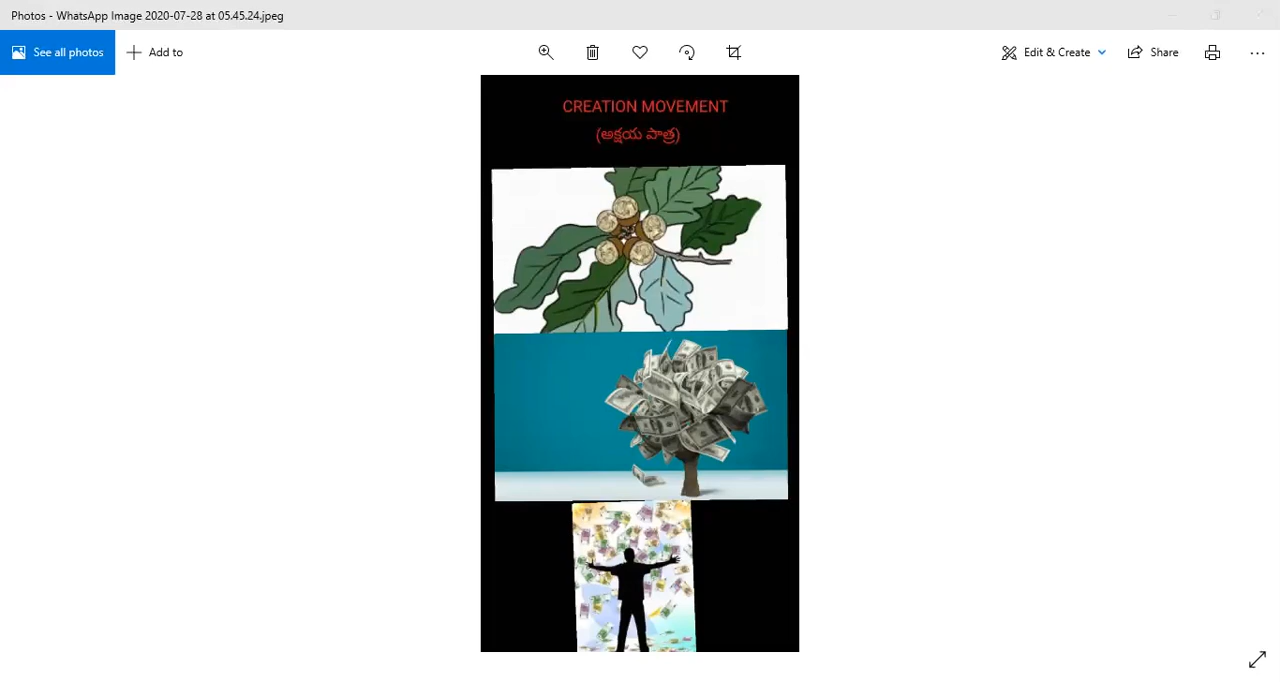 Photos - WhatsApp Image 2020-07-28 at 05.45.24.jpeg
See all photos
Add to
Edit & Create
Share
CREATION MOVEMENT
(అక్షయ పాత్ర)